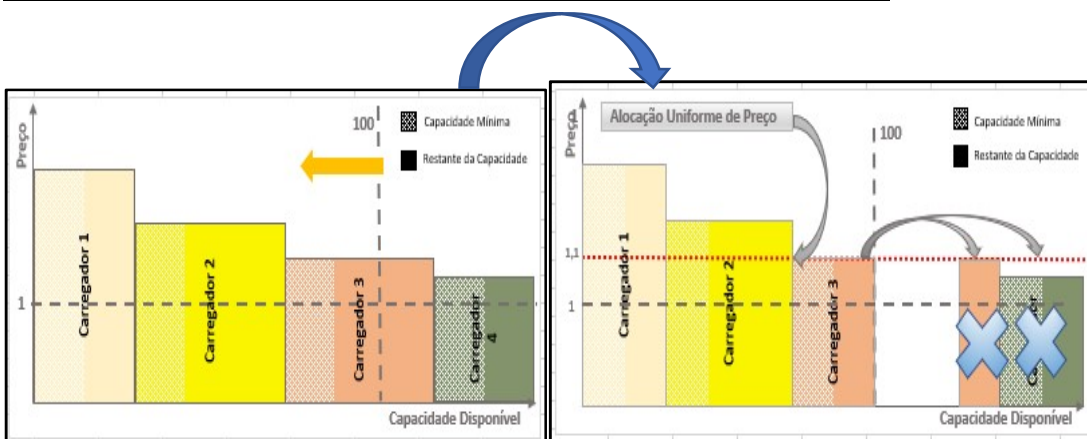 100
Capacidade Mínima
Restante da Capacidade
Preço
1
Carregador 1
Carregador 2
Carregador 3
Carregador
4
Capacidade Disponível
Alocação Uniforme de Preço
100
Capacidade Mínima
Restante da Capacidade
Preço
1,1
1
Carregador 1
Carregador 2
Carregador 3
Capacidade Disponível